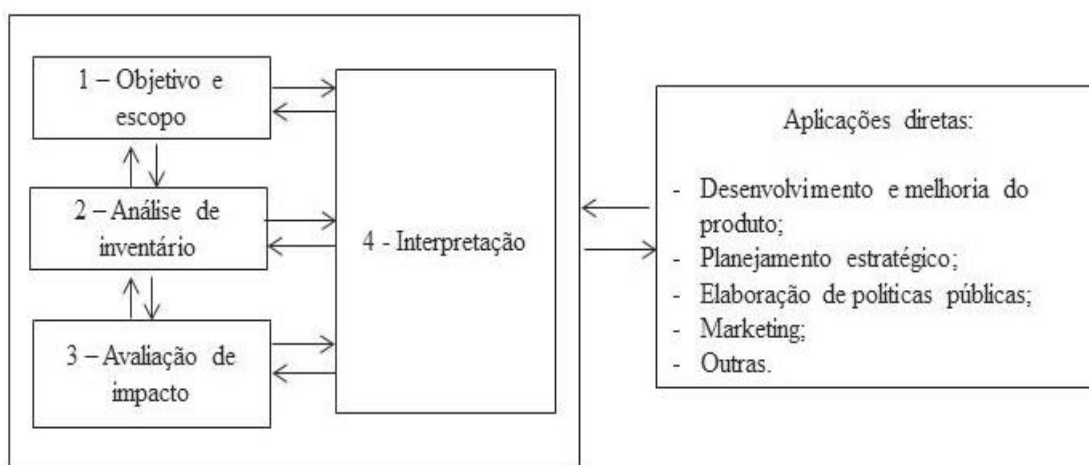 1 – Objetivo e
escopo
2 – Análise de
inventário
3 – Avaliação de
impacto
4 - Interpretação
Aplicações diretas:
- Desenvolvimento e melhoria do
produto;
- Planejamento estratégico;
- Elaboração de políticas públicas;
- Marketing;
- Outras.